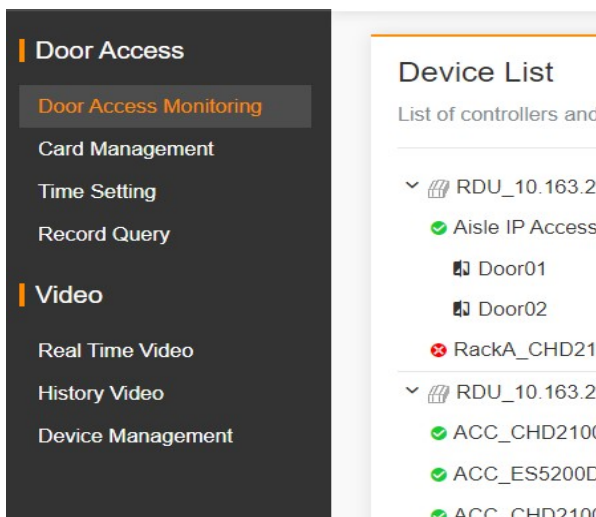 Door Access
Door Access Monitoring
Card Management
Time Setting
Record Query
Video
Real Time Video
History Video
Device Management
Device List
List of controllers and
RDU_10.163.2
Aisle IP Access
Door01
Door02
RackA_CHD21
RDU_10.163.2
ACC_CHD2100
ACC_ES5200D
ACC_CHD2100